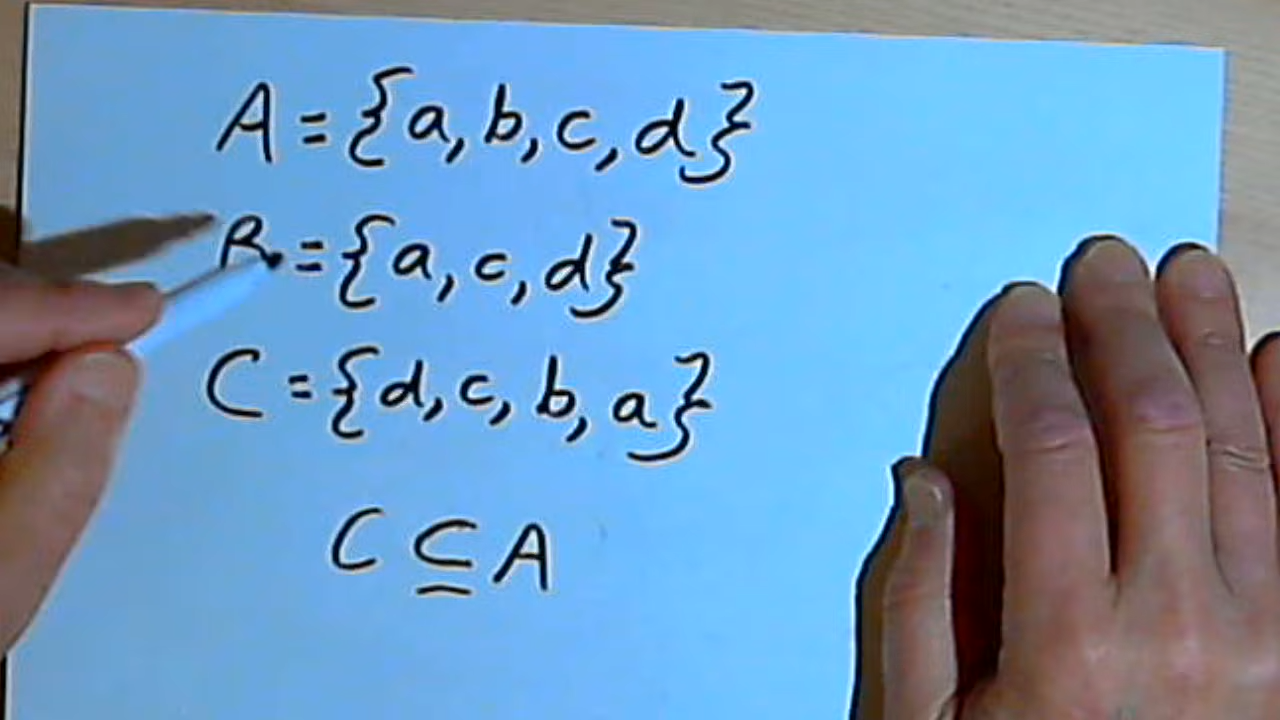 A = {a, b, c, d}
B = {a, c, d}
C = {d, c, b, a}
C ⊆ A